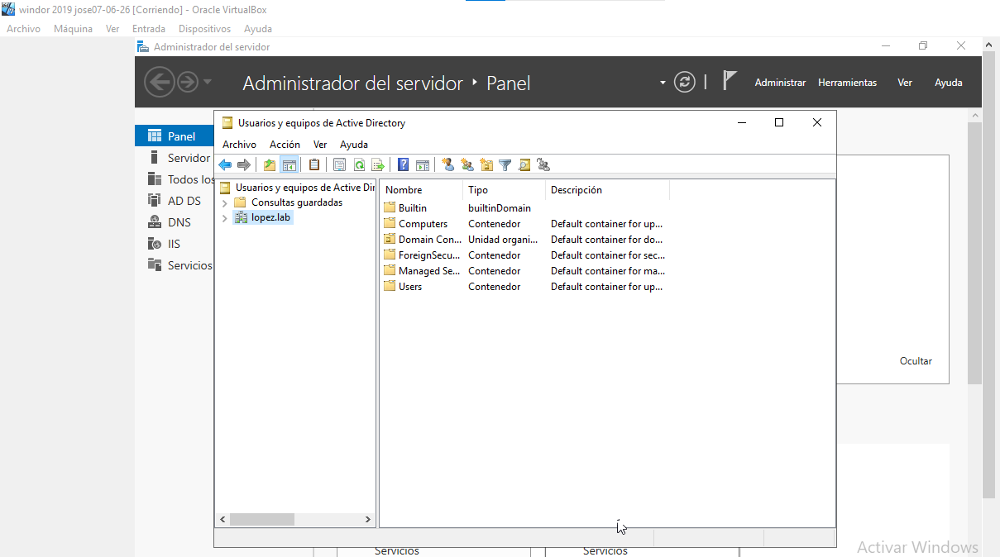 windor 2019 jose07-06-26 [Corriendo] - Oracle VirtualBox
Archivo Máquina Ver Entrada Dispositivos Ayuda
Administrador del servidor
Administrador del servidor ‣ Panel
Administrar Herramientas Ver Ayuda
Panel
Servidor
Todos los
AD DS
DNS
IIS
Servicios
Usuarios y equipos de Active Directory
Archivo Acción Ver Ayuda
Usuarios y equipos de Active Dir
Consultas guardadas
lopez.lab
Nombre Tipo Descripción
Builtin builtinDomain
Computers Contenedor Default container for up...
Domain Con... Unidad organi... Default container for do...
ForeignSecu... Contenedor Default container for sec...
Managed Se... Contenedor Default container for ma...
Users Contenedor Default container for up...
Ocultar
Servicios Servicios
Activar Windows